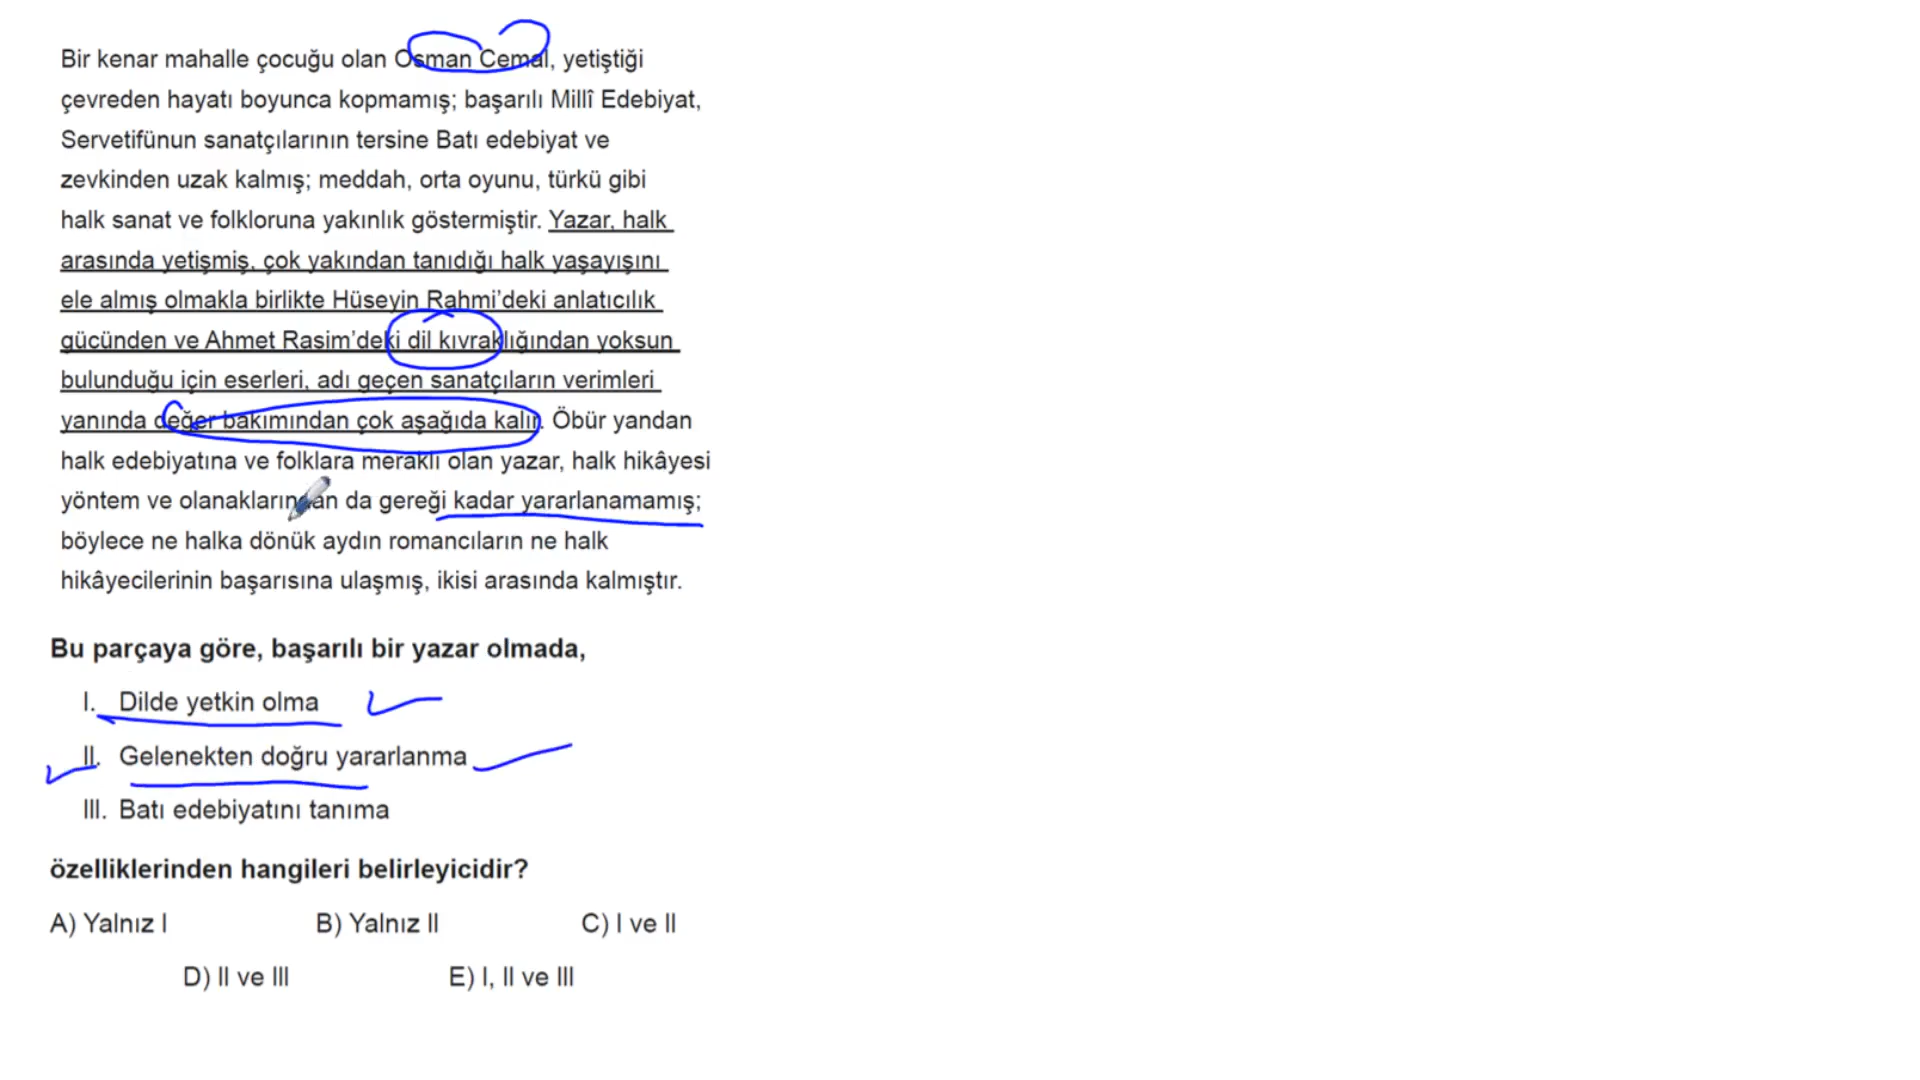 Bir kenar mahalle çocuğu olan Osman Cemal, yetiştiği
çevreden hayatı boyunca kopmamış; başarılı Millî Edebiyat,
Servetifünun sanatçılarının tersine Batı edebiyat ve
zevkinden uzak kalmış; meddah, orta oyunu, türkü gibi
halk sanat ve folkloruna yakınlık göstermiştir. Yazar, halk
arasında yetişmiş, çok yakından tanıdığı halk yaşayışını
ele almış olmakla birlikte Hüseyin Rahmi'deki anlatıcılık
gücünden ve Ahmet Rasim'deki dil kıvraklığından yoksun
bulunduğu için eserleri, adı geçen sanatçıların verimleri
yanında değer bakımından çok aşağıda kalır. Öbür yandan
halk edebiyatına ve folklara meraklı olan yazar, halk hikâyesi
yöntem ve olanaklarından da gereği kadar yararlanamamış;
böylece ne halka dönük aydın romancıların ne halk
hikâyecilerinin başarısına ulaşmış, ikisi arasında kalmıştır.
Bu parçaya göre, başarılı bir yazar olmada,
I. Dilde yetkin olma
II. Gelenekten doğru yararlanma
III. Batı edebiyatını tanıma
özelliklerinden hangileri belirleyicidir?
A) Yalnız I B) Yalnız II C) I ve II
D) II ve III E) I, II ve III